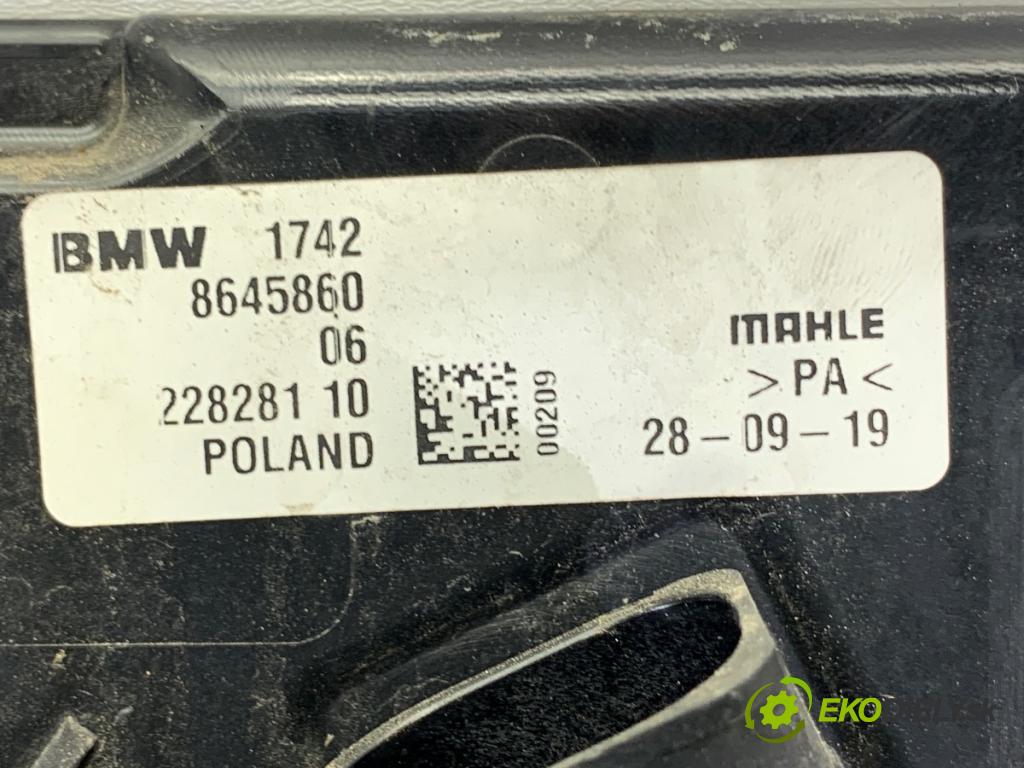 BMW 1742
8645860
06
228281 10
POLAND
00209
MAHLE
>PA<
28-09-19
EKO